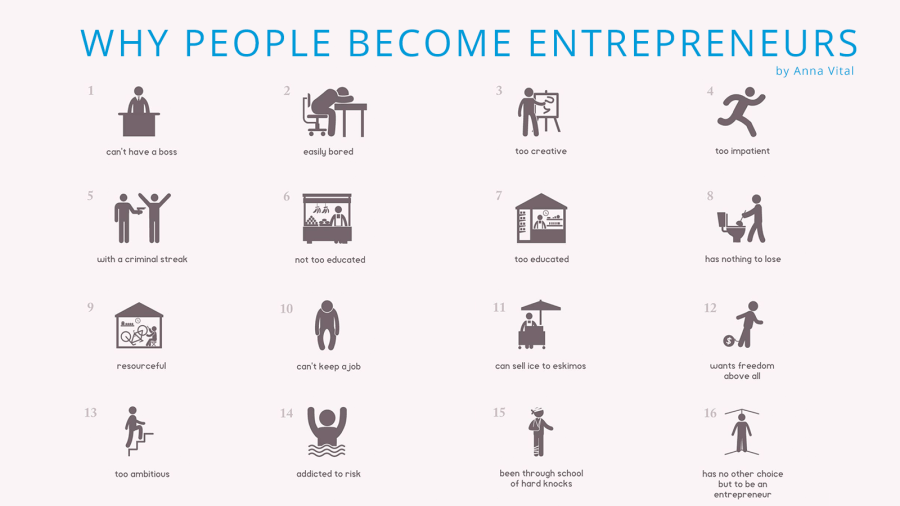 WHY PEOPLE BECOME ENTREPRENEURS
by Anna Vital
1
can't have a boss
2
easily bored
3
too creative
4
too impatient
5
with a criminal streak
6
not too educated
7
too educated
8
has nothing to lose
9
resourceful
10
can't keep a job
11
can sell ice to eskimos
12
$
wants freedom
above all
13
too ambitious
14
addicted to risk
15
been through school
of hard knocks
16
has no other choice
but to be an
entrepreneur